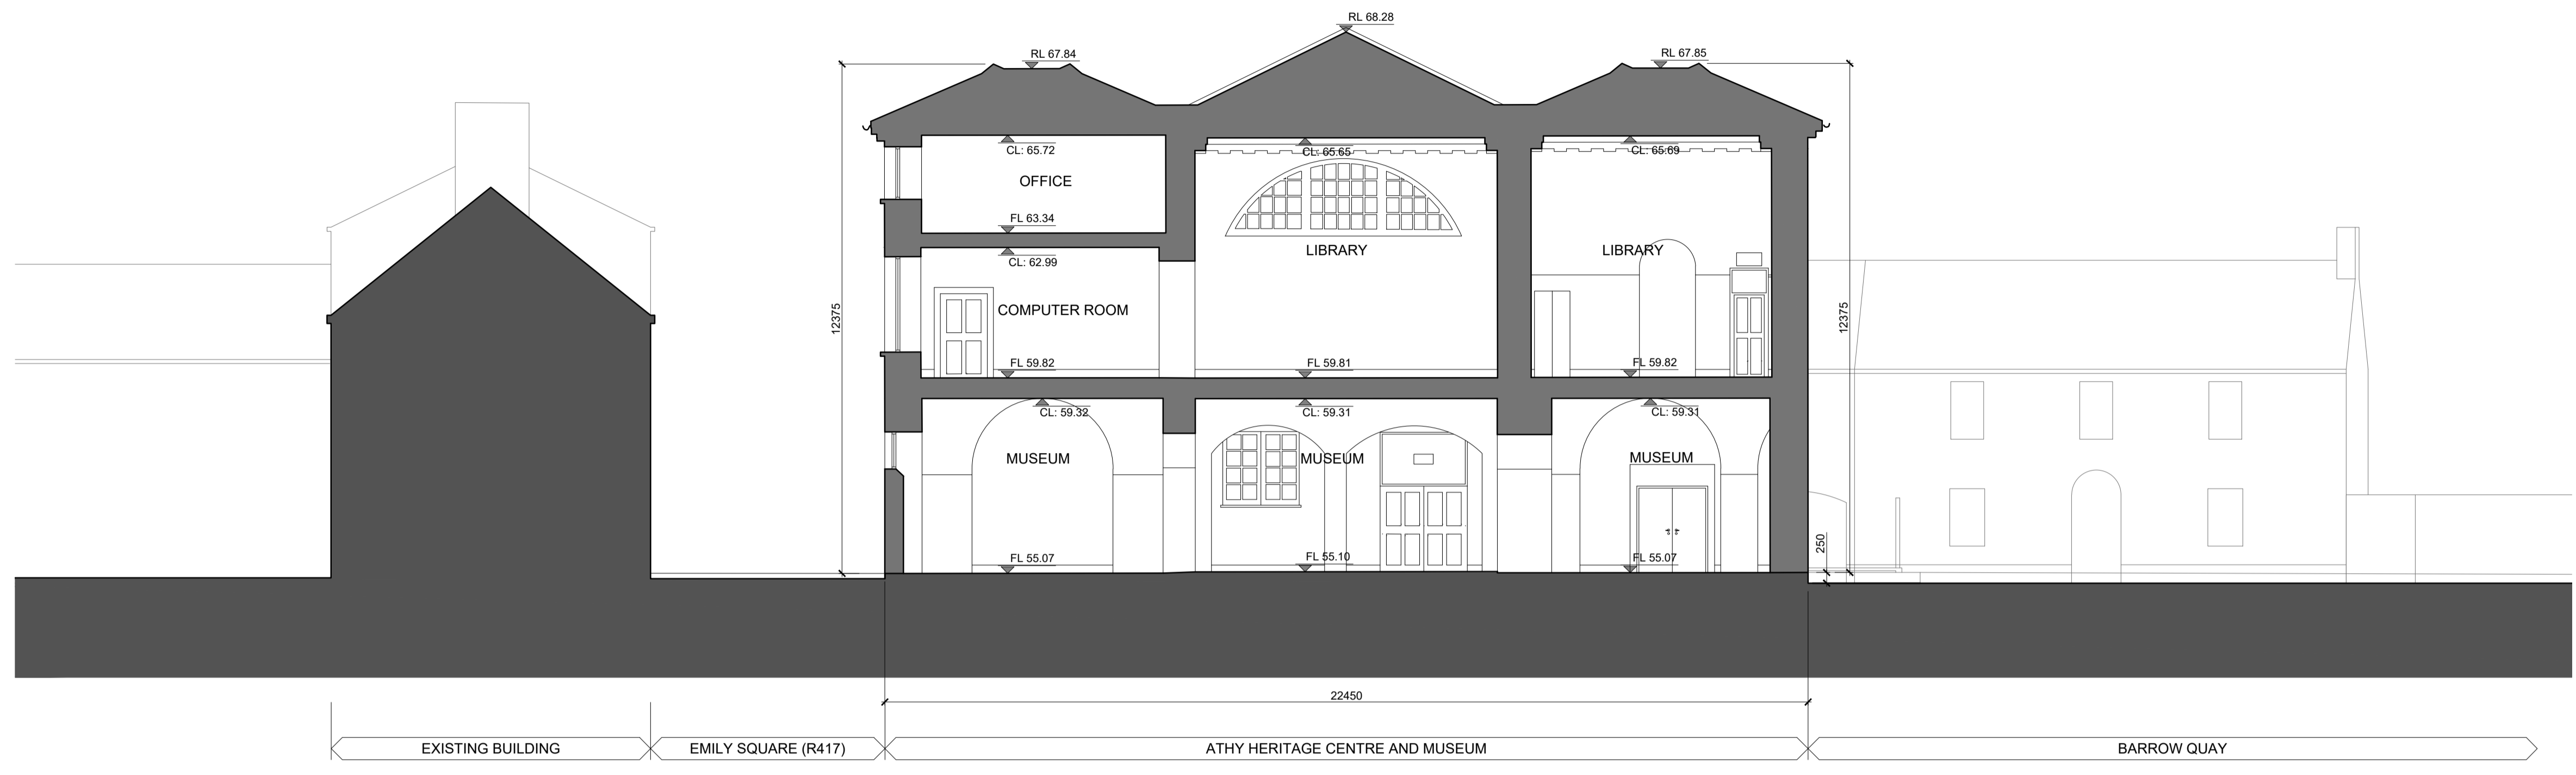 RL 68.28
RL 67.84
RL 67.85
CL: 65.72
CL: 65.65
CL: 65.69
OFFICE
FL 63.34
LIBRARY
LIBRARY
CL: 62.99
12375
COMPUTER ROOM
12375
FL 59.82
FL 59.81
FL 59.82
CL: 59.32
CL: 59.31
CL: 59.31
MUSEUM
MUSEUM
MUSEUM
FL 55.07
FL 55.10
FL 55.07
250
22450
EXISTING BUILDING
EMILY SQUARE (R417)
ATHY HERITAGE CENTRE AND MUSEUM
BARROW QUAY